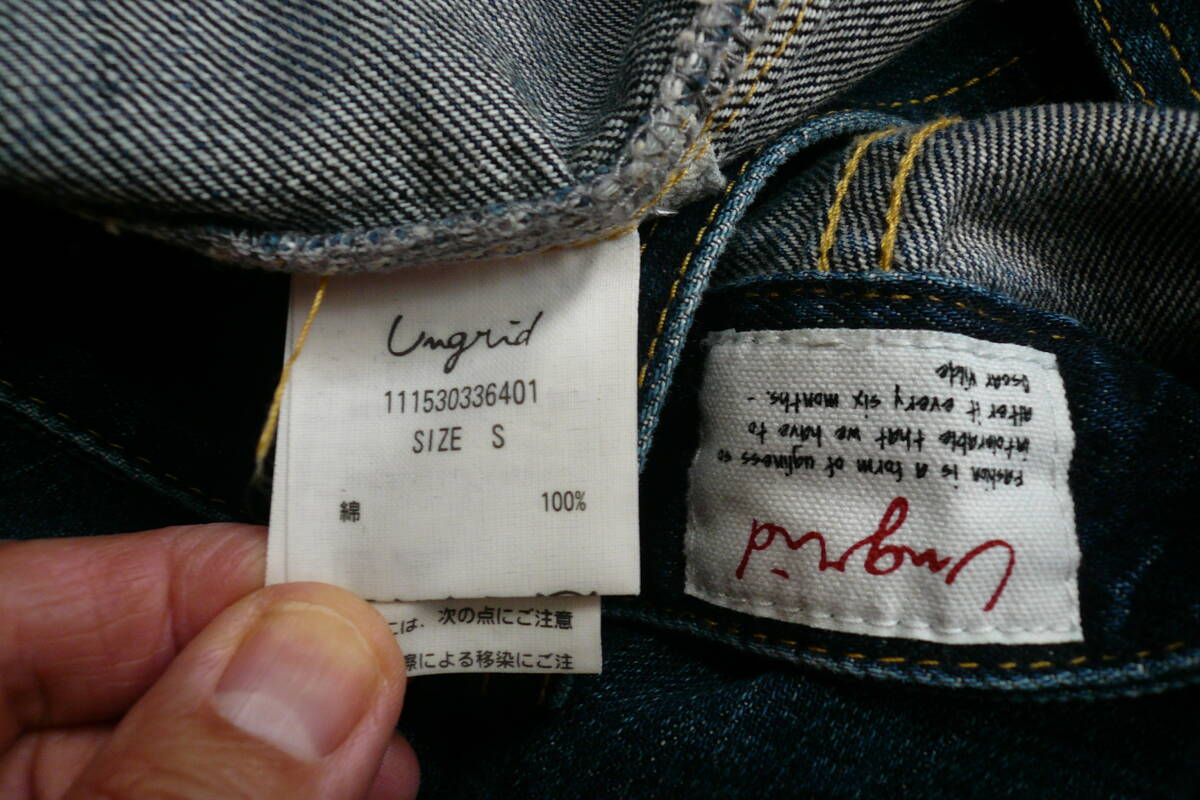 Ungrid
111530336401
SIZE S
綿 100%
には、次の点にご注意
際による移染にご注
Ungrid
Fashion is a form of ugliness so
intolerable that we have to
alter it every six months. -
Oscar Wilde